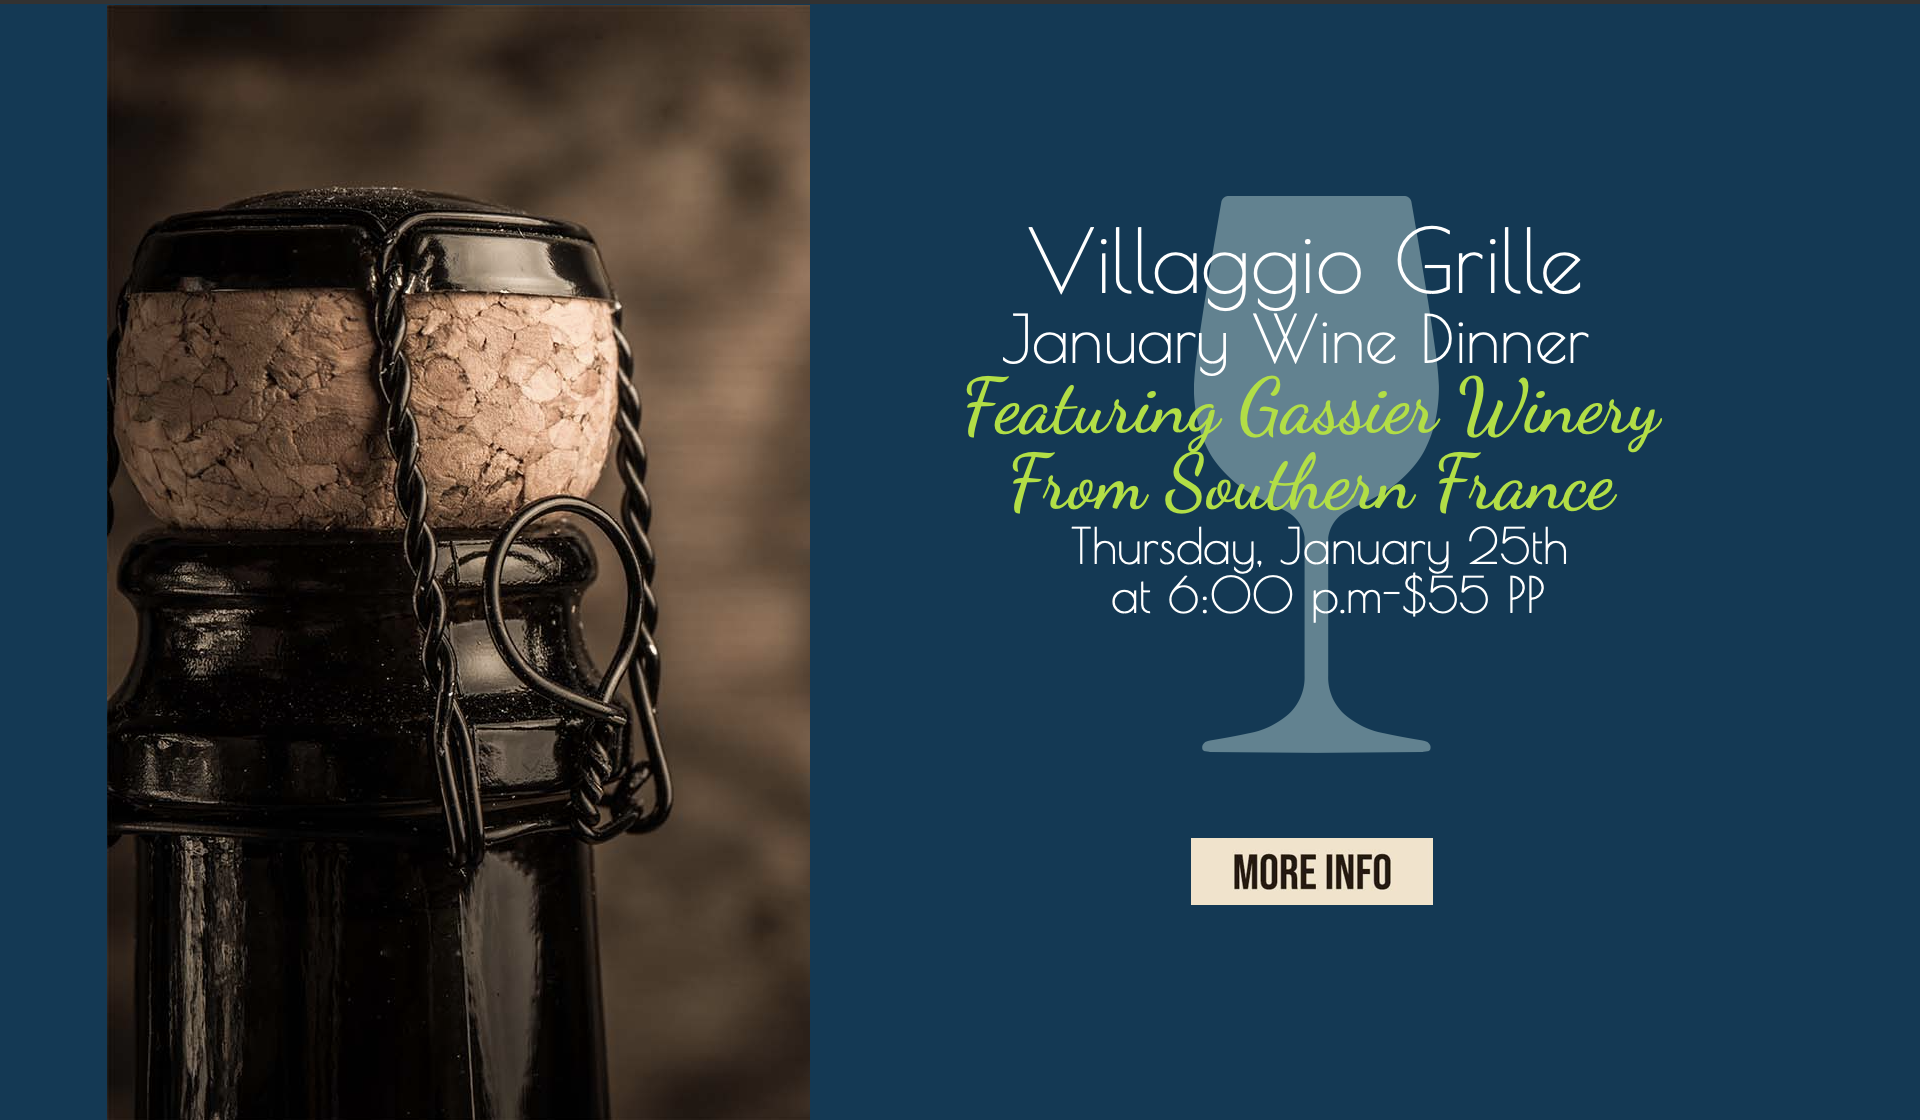 Villaggio Grille
January Wine Dinner
Featuring Gassier Winery
From Southern France
Thursday, January 25th
at 6:00 p.m-$55 PP
MORE INFO